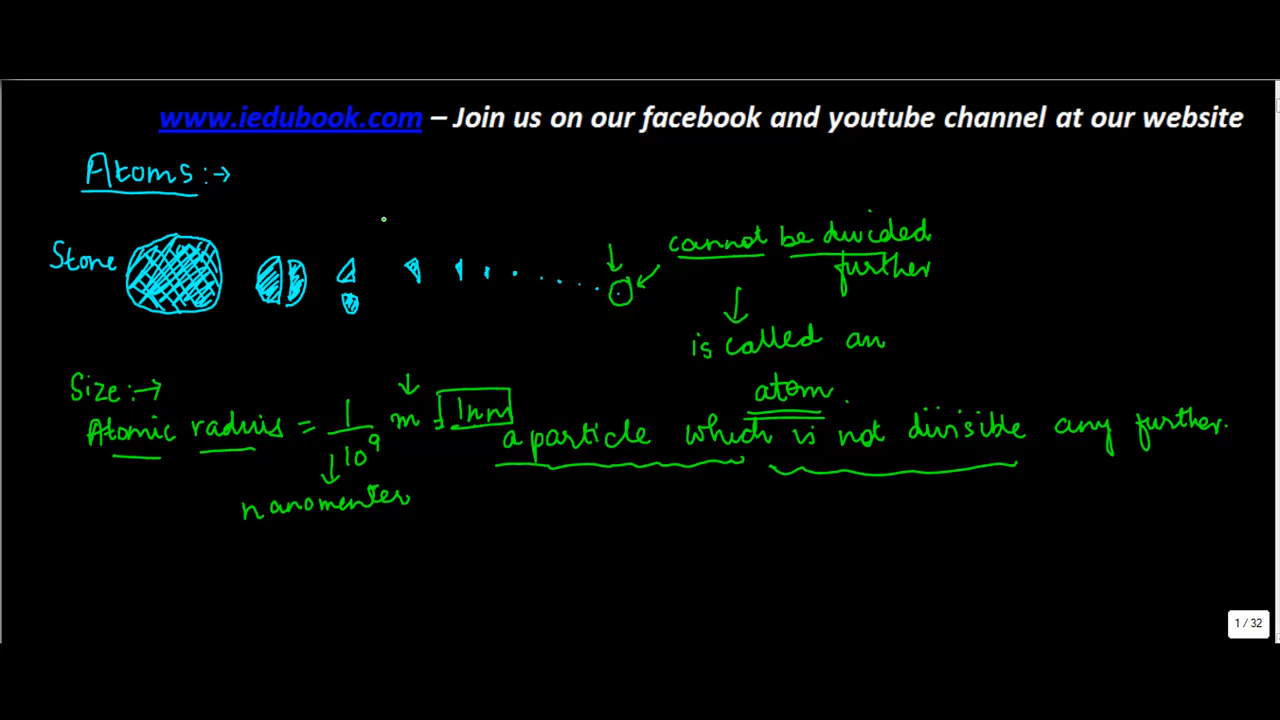 www.iedubook.com – Join us on our facebook and youtube channel at our website
Atoms :→
Stone
cannot be divided
further
is called an
atom.
Size :→
Atomic radius = 1/10⁹ m = 1nm
nanomenter
a particle which is not divisible any further.
1 / 32